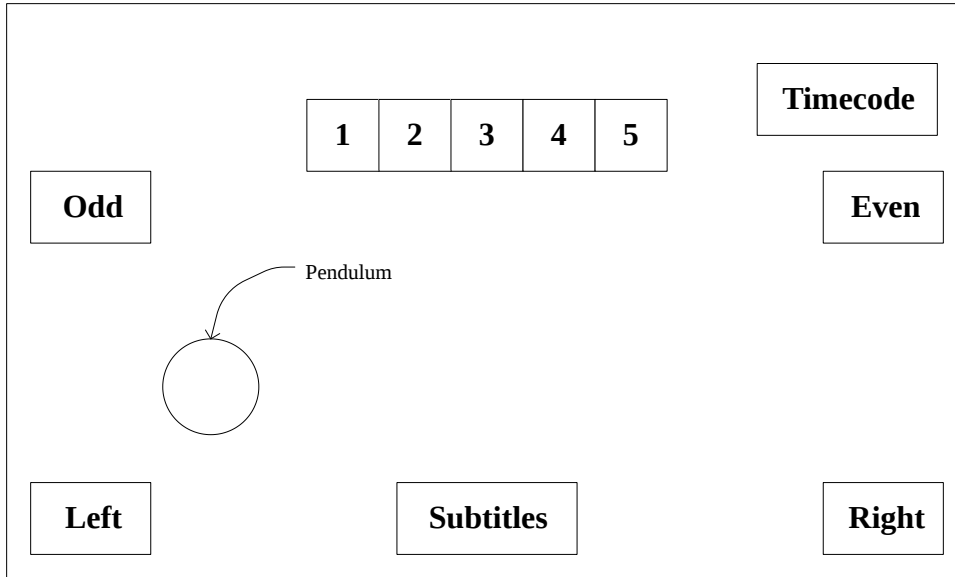 Timecode
1 2 3 4 5
Odd
Even
Pendulum
Left
Subtitles
Right